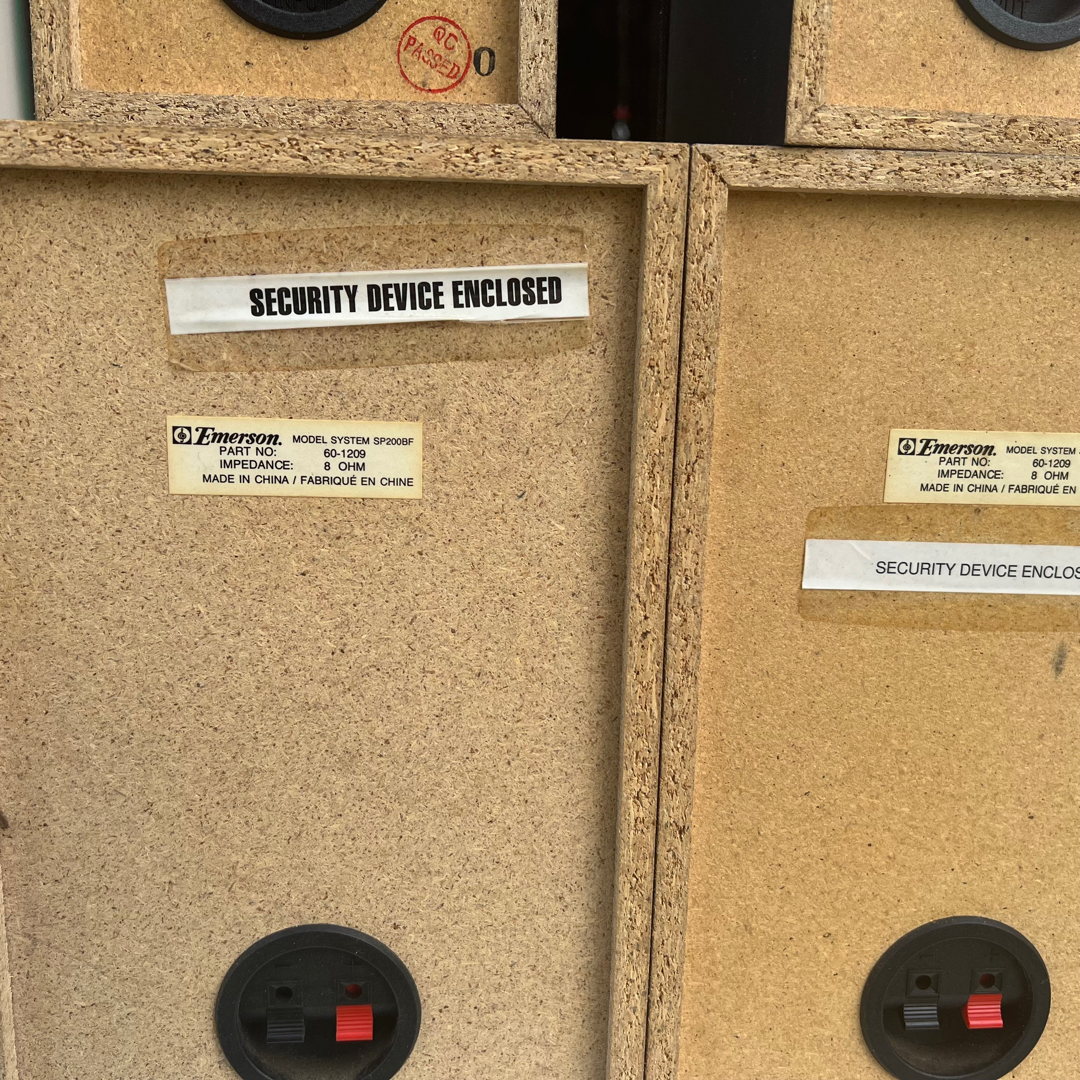 QC
PASSED
0
SECURITY DEVICE ENCLOSED
Emerson. MODEL SYSTEM SP200BF
PART NO: 60-1209
IMPEDANCE: 8 OHM
MADE IN CHINA / FABRIQUÉ EN CHINE
Emerson. MODEL SYSTEM
PART NO: 60-1209
IMPEDANCE: 8 OHM
MADE IN CHINA / FABRIQUÉ EN
SECURITY DEVICE ENCLOS